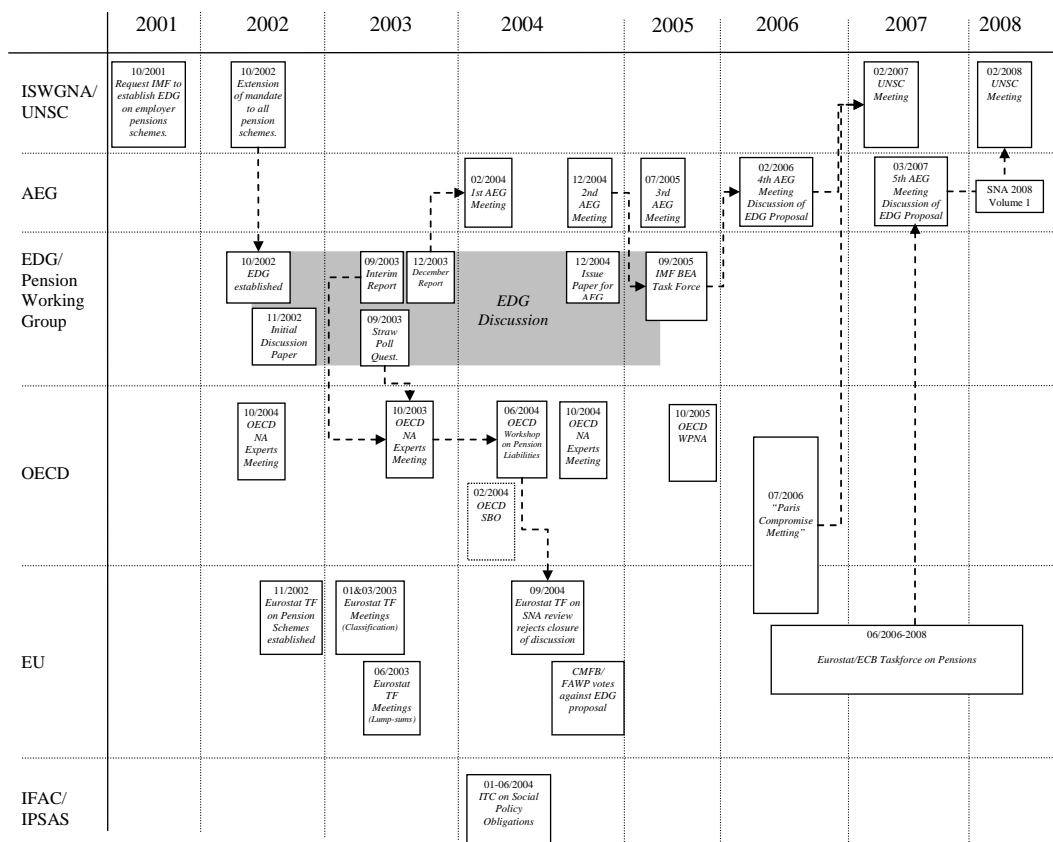 2001 2002 2003 2004 2005 2006 2007 2008
ISWGNA/
UNSC
10/2001
Request IMF to
establish EDG
on employer
pensions
schemes.
10/2002
Extension
of mandate
to all
pension
schemes.
02/2007
UNSC
Meeting
02/2008
UNSC
Meeting
AEG
02/2004
1st AEG
Meeting
12/2004
2nd
AEG
Meeting
07/2005
3rd
AEG
Meeting
02/2006
4th AEG
Meeting
Discussion of
EDG Proposal
03/2007
5th AEG
Meeting
Discussion of
EDG Proposal
SNA 2008
Volume 1
EDG/
Pension
Working
Group
10/2002
EDG
established
11/2002
Initial
Discussion
Paper
09/2003
Interim
Report
12/2003
December
Report
09/2003
Straw
Poll
Quest.
EDG
Discussion
12/2004
Issue
Paper for
AEG
09/2005
IMF BEA
Task Force
OECD
10/2004
OECD
NA
Experts
Meeting
10/2003
OECD
NA
Experts
Meeting
06/2004
OECD
Workshop
on Pension
Liabilities
10/2004
OECD
NA
Experts
Meeting
02/2004
OECD
SBO
10/2005
OECD
WPNA
07/2006
“Paris
Compromise
Metting”
EU
11/2002
Eurostat TF
on Pension
Schemes
established
01&03/2003
Eurostat TF
Meetings
(Classification)
06/2003
Eurostat
TF
Meetings
(Lump-sums)
09/2004
Eurostat TF on
SNA review
rejects closure
of discussion
CMFB/
FAWP votes
against EDG
proposal
06/2006-2008
Eurostat/ECB Taskforce on Pensions
IFAC/
IPSAS
01-06/2004
ITC on Social
Policy
Obligations